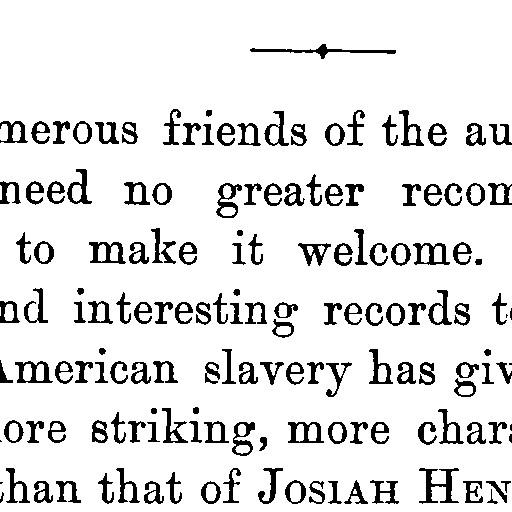 merous friends of the au
need no greater recom
to make it welcome.
nd interesting records t
American slavery has giv
ore striking, more char
than that of JOSIAH HEN